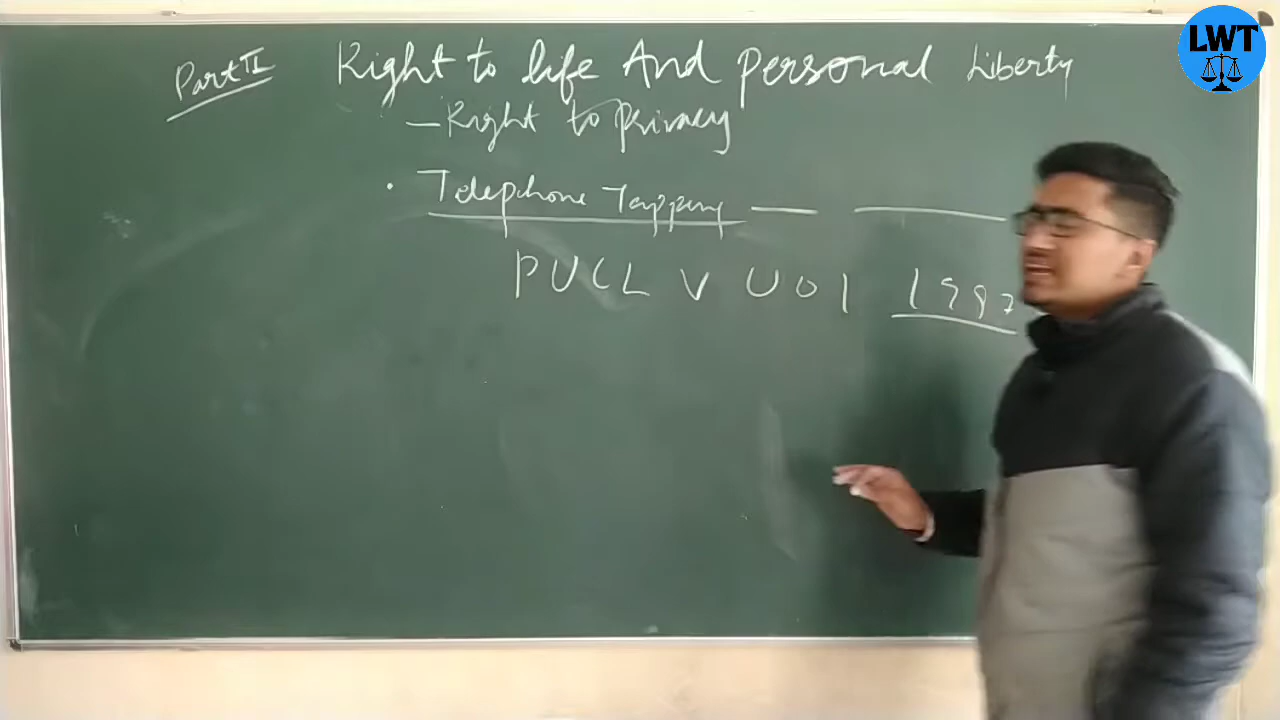 LWT
Part II
Right to life And personal Liberty
— Right to privacy
• Telephone Tapping — —
PUCL V UOI 1997